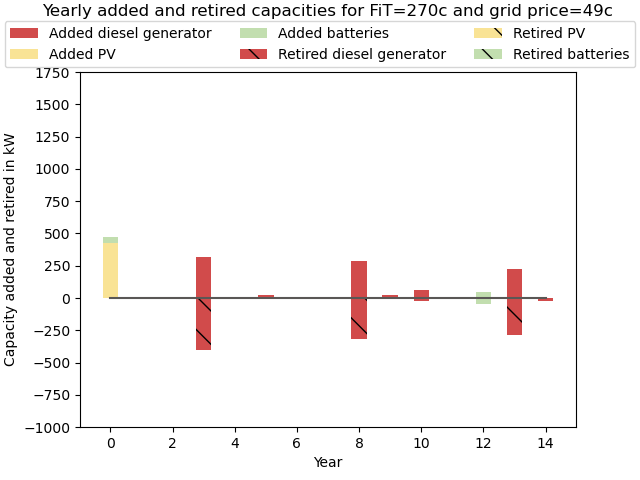 Yearly added and retired capacities for FiT=270c and grid price=49c
Added diesel generator
Added PV
Added batteries
Retired diesel generator
Retired PV
Retired batteries
Capacity added and retired in kW
1750
1500
1250
1000
750
500
250
0
−250
−500
−750
−1000
0 2 4 6 8 10 12 14
Year